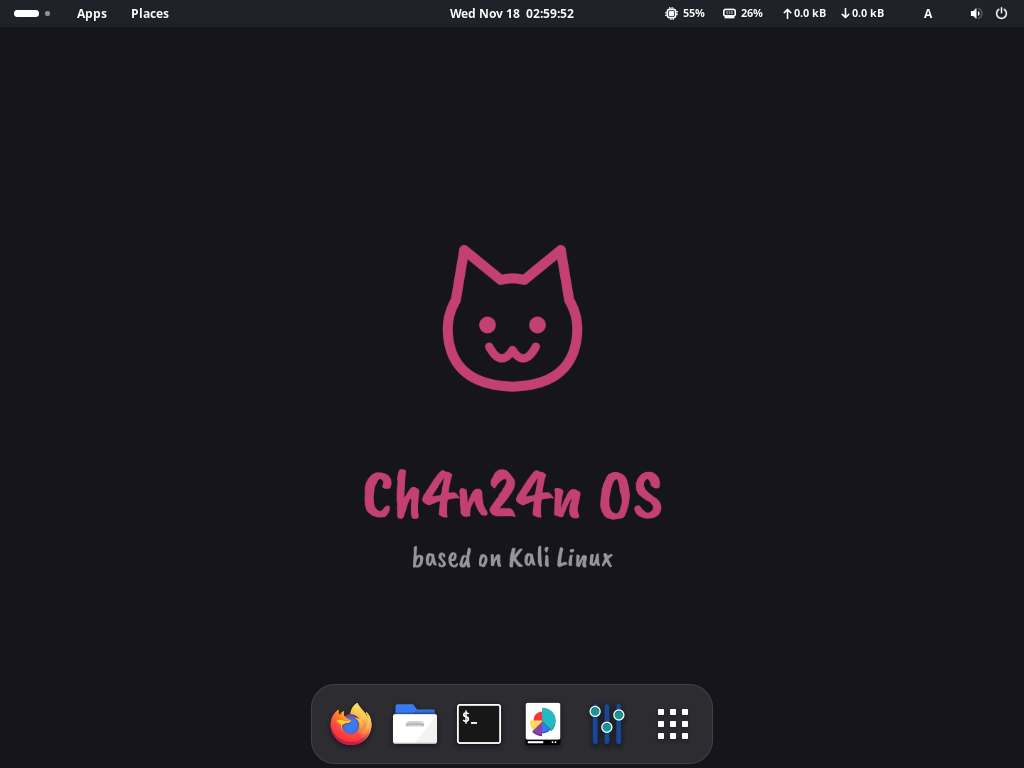 Apps Places Wed Nov 18 02:59:52 55% 26% 0.0 kB 0.0 kB A
Ch4n24n OS
based on Kali Linux
$_